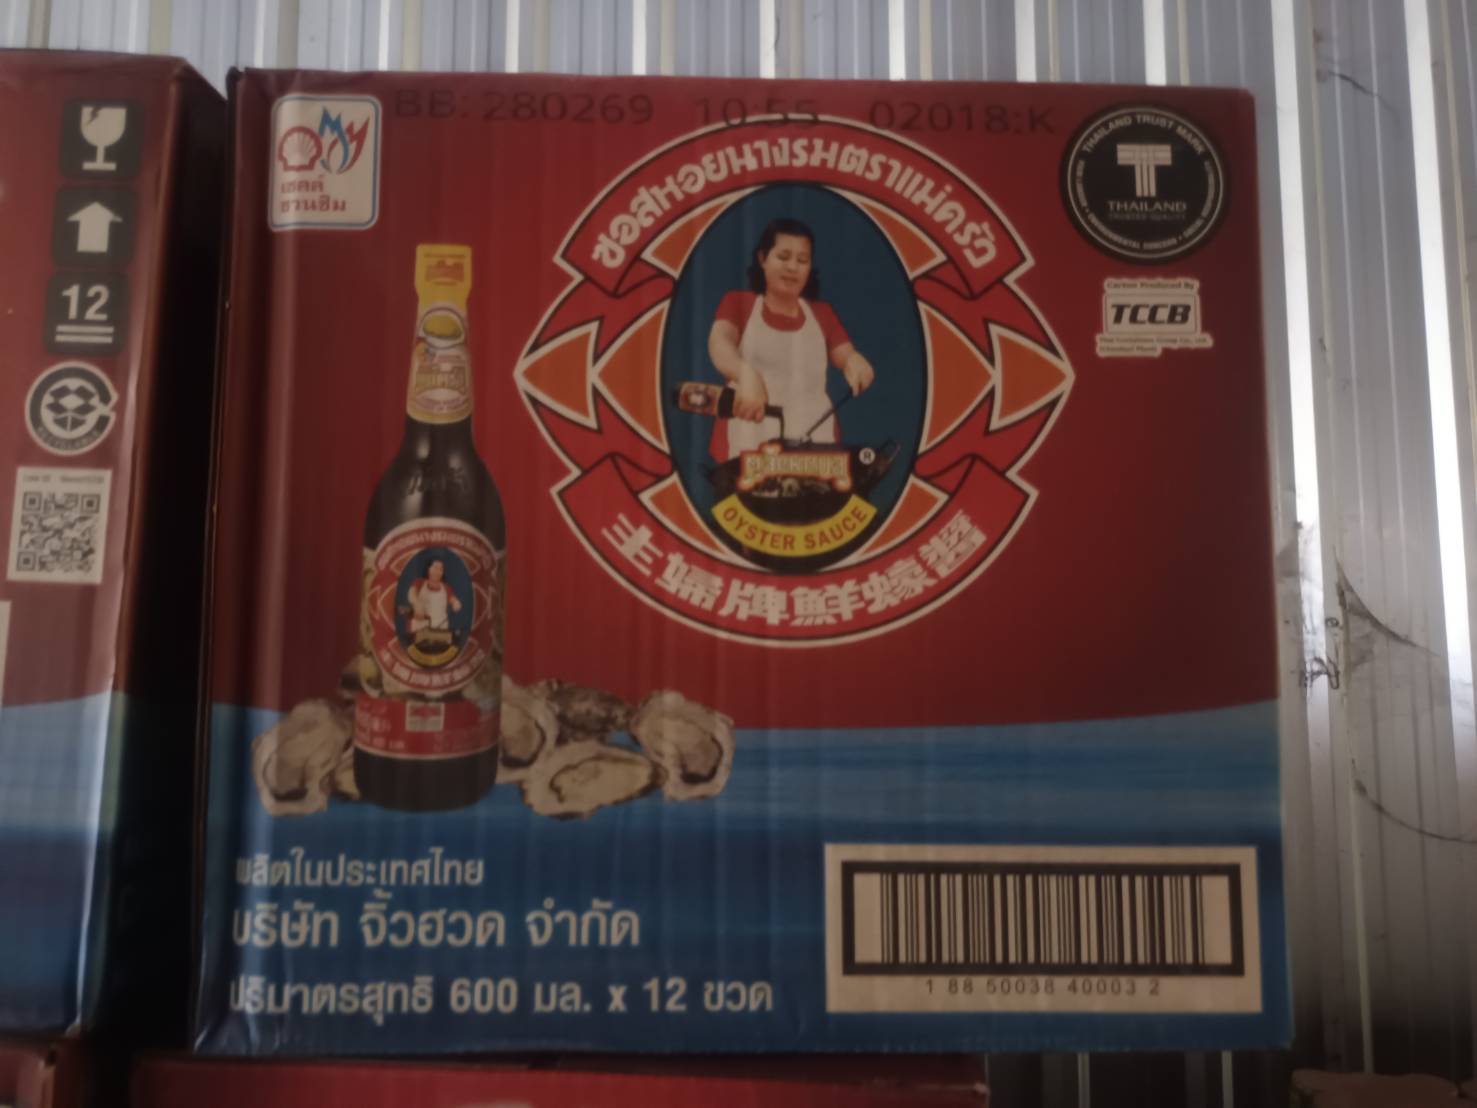 BB: 280269 10:55 02018:K
เชลล์
ชวนชิม
ซอสหอยนางรมตราแม่ครัว
THAILAND TRUST MARK
T
THAILAND
TRUSTED QUALITY
Carton Produced By
TCCB
12
OYSTER SAUCE
®
主婦牌鮮蠔醬
ผลิตในประเทศไทย
บริษัท จิ้วฮวด จำกัด
ปริมาตรสุทธิ 600 มล. x 12 ขวด
1 88 50038 40003 2